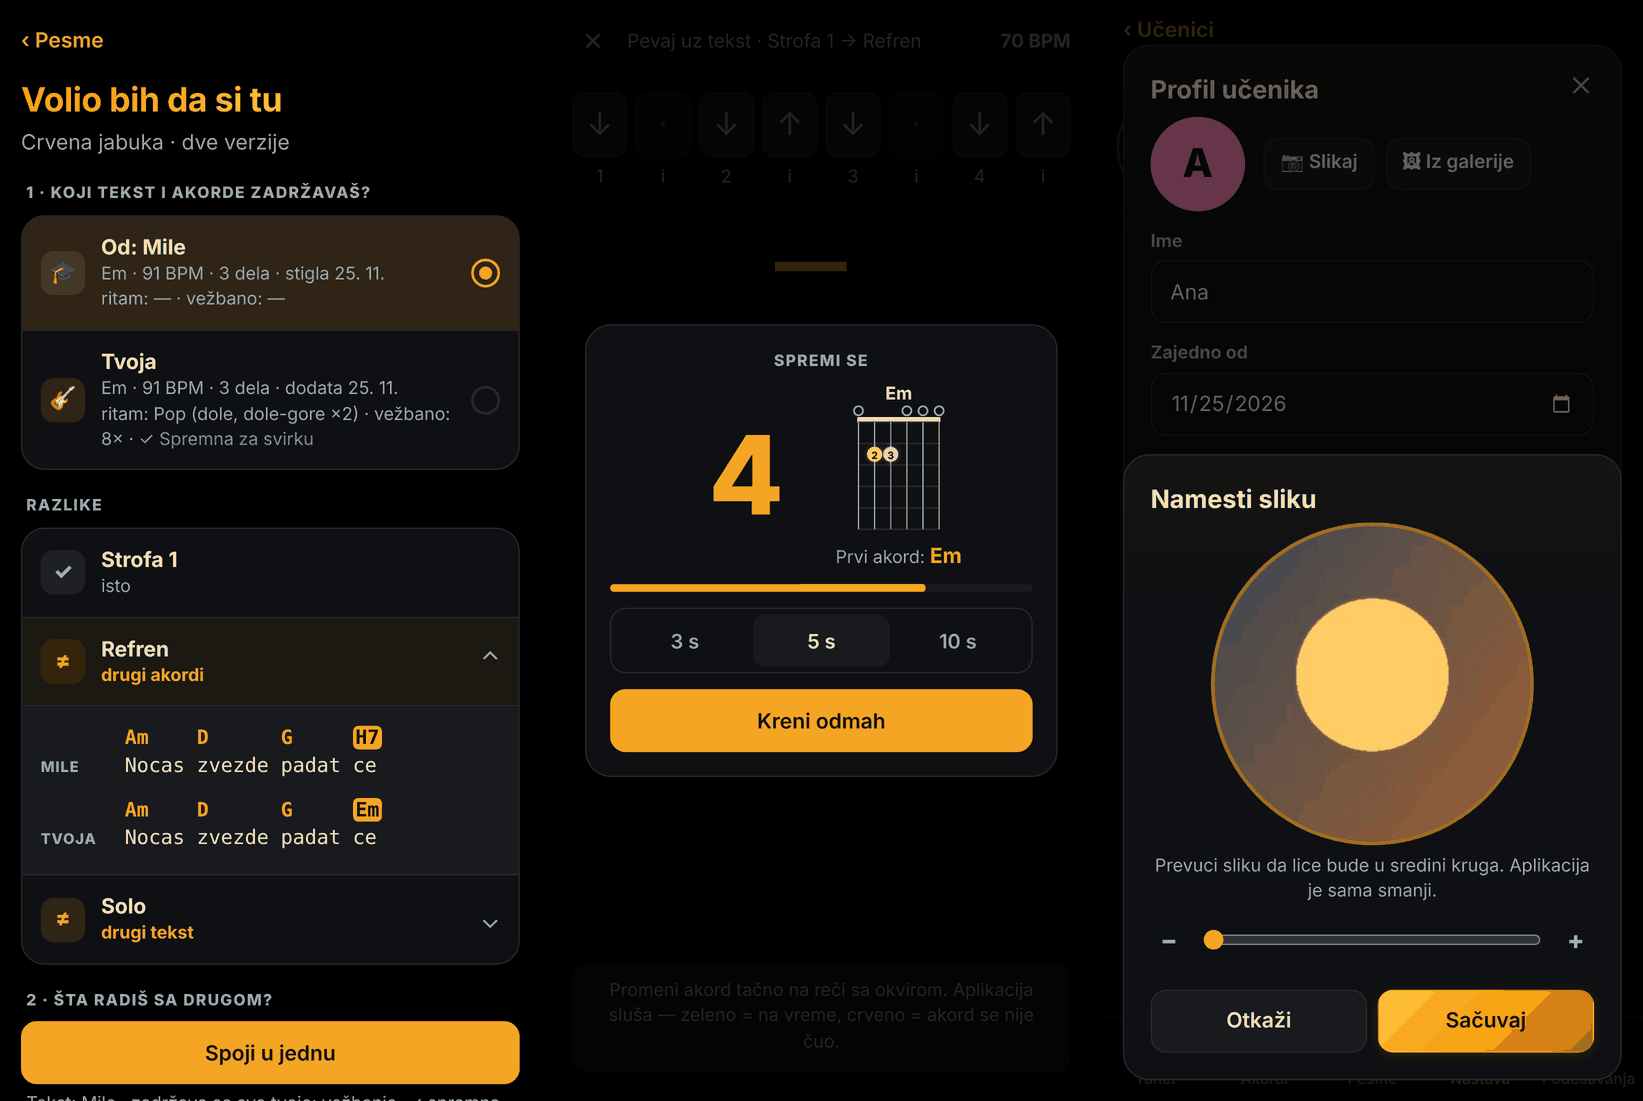 ‹ Pesme
Volio bih da si tu
Crvena jabuka · dve verzije
1 · KOJI TEKST I AKORDE ZADRŽAVAŠ?
Od: Mile
Em · 91 BPM · 3 dela · stigla 25. 11.
ritam: — · vežbano: —
Tvoja
Em · 91 BPM · 3 dela · dodata 25. 11.
ritam: Pop (dole, dole-gore ×2) · vežbano:
8× · ✓ Spremna za svirku
RAZLIKE
Strofa 1
isto
Refren
drugi akordi
Am D G H7
MILE Nocas zvezde padat ce
Am D G Em
TVOJA Nocas zvezde padat ce
Solo
drugi tekst
2 · ŠTA RADIŠ SA DRUGOM?
Spoji u jednu
✕ Pevaj uz tekst · Strofa 1 → Refren 70 BPM
1 i 2 i 3 i 4 i
SPREMI SE
4
Em
2 3
Prvi akord: Em
3 s 5 s 10 s
Kreni odmah
Promeni akord tačno na reči sa okvirom. Aplikacija
sluša — zeleno = na vreme, crveno = akord se nije
čuo.
‹ Učenici
Profil učenika
A
Slikaj
Iz galerije
Ime
Ana
Zajedno od
11/25/2026
Namesti sliku
Prevuci sliku da lice bude u sredini kruga. Aplikacija
je sama smanji.
− +
Otkaži
Sačuvaj